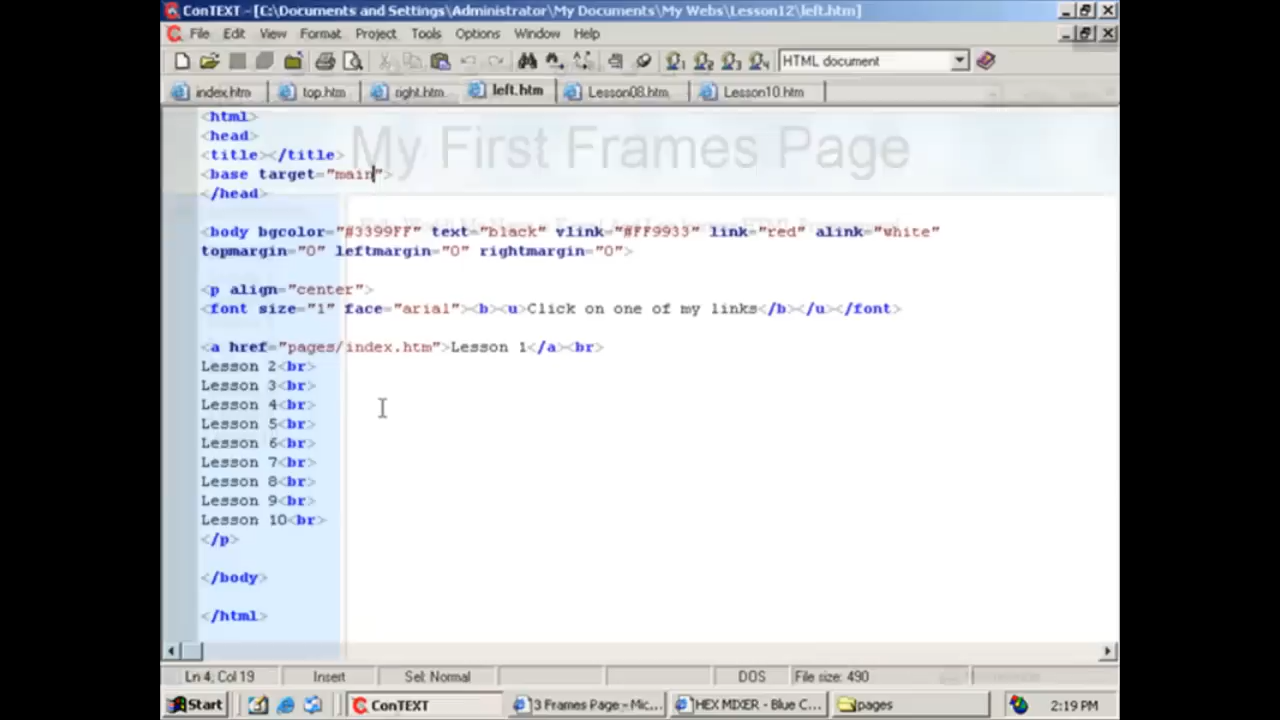 ConTEXT - [C:\Documents and Settings\Administrator\My Documents\My Webs\Lesson12\left.htm]
File Edit View Format Project Tools Options Window Help
HTML document
index.htm top.htm right.htm left.htm Lesson08.htm Lesson10.htm
<html>
<head>
My First Frames Page
<title></title>
<base target="main">
</head>
<body bgcolor="#3399FF" text="black" vlink="#FF9933" link="red" alink="white"
topmargin="0" leftmargin="0" rightmargin="0">
<p align="center">
<font size="1" face="arial"><b><u>Click on one of my links</b></u></font>
<a href="pages/index.htm">Lesson 1</a><br>
Lesson 2<br>
Lesson 3<br>
Lesson 4<br>
Lesson 5<br>
Lesson 6<br>
Lesson 7<br>
Lesson 8<br>
Lesson 9<br>
Lesson 10<br>
</p>
</body>
</html>
Ln 4, Col 19 Insert Sel: Normal DOS File size: 490
Start ConTEXT 3 Frames Page - Mic... HEX MIXER - Blue C... pages 2:19 PM